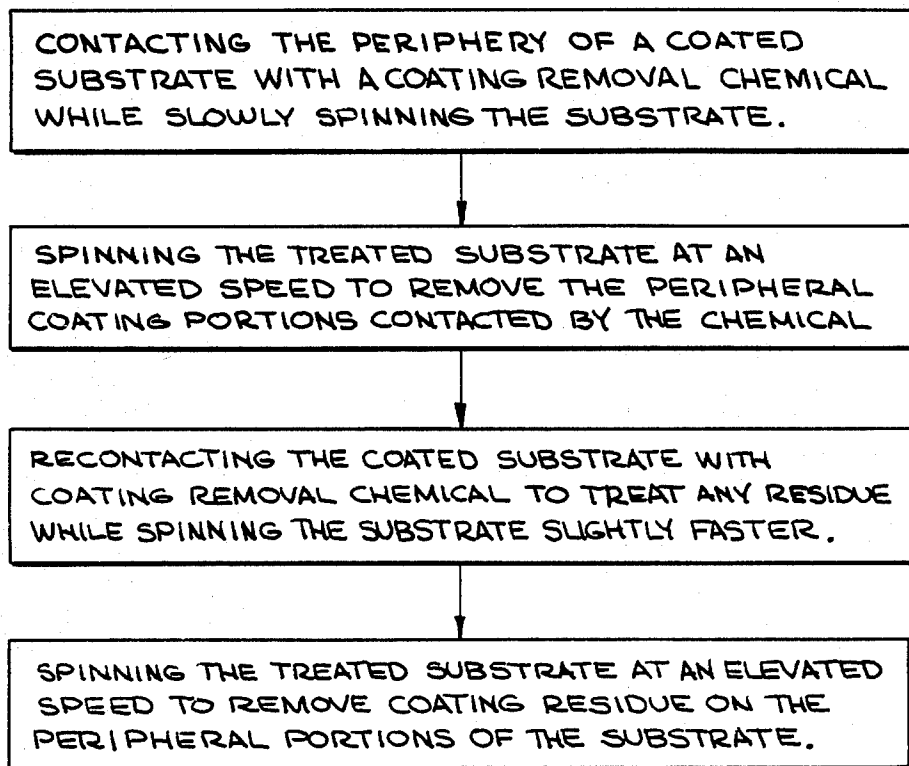 CONTACTING THE PERIPHERY OF A COATED
SUBSTRATE WITH A COATING REMOVAL CHEMICAL
WHILE SLOWLY SPINNING THE SUBSTRATE.
SPINNING THE TREATED SUBSTRATE AT AN
ELEVATED SPEED TO REMOVE THE PERIPHERAL
COATING PORTIONS CONTACTED BY THE CHEMICAL
RECONTACTING THE COATED SUBSTRATE WITH
COATING REMOVAL CHEMICAL TO TREAT ANY RESIDUE
WHILE SPINNING THE SUBSTRATE SLIGHTLY FASTER.
SPINNING THE TREATED SUBSTRATE AT AN ELEVATED
SPEED TO REMOVE COATING RESIDUE ON THE
PERIPHERAL PORTIONS OF THE SUBSTRATE.